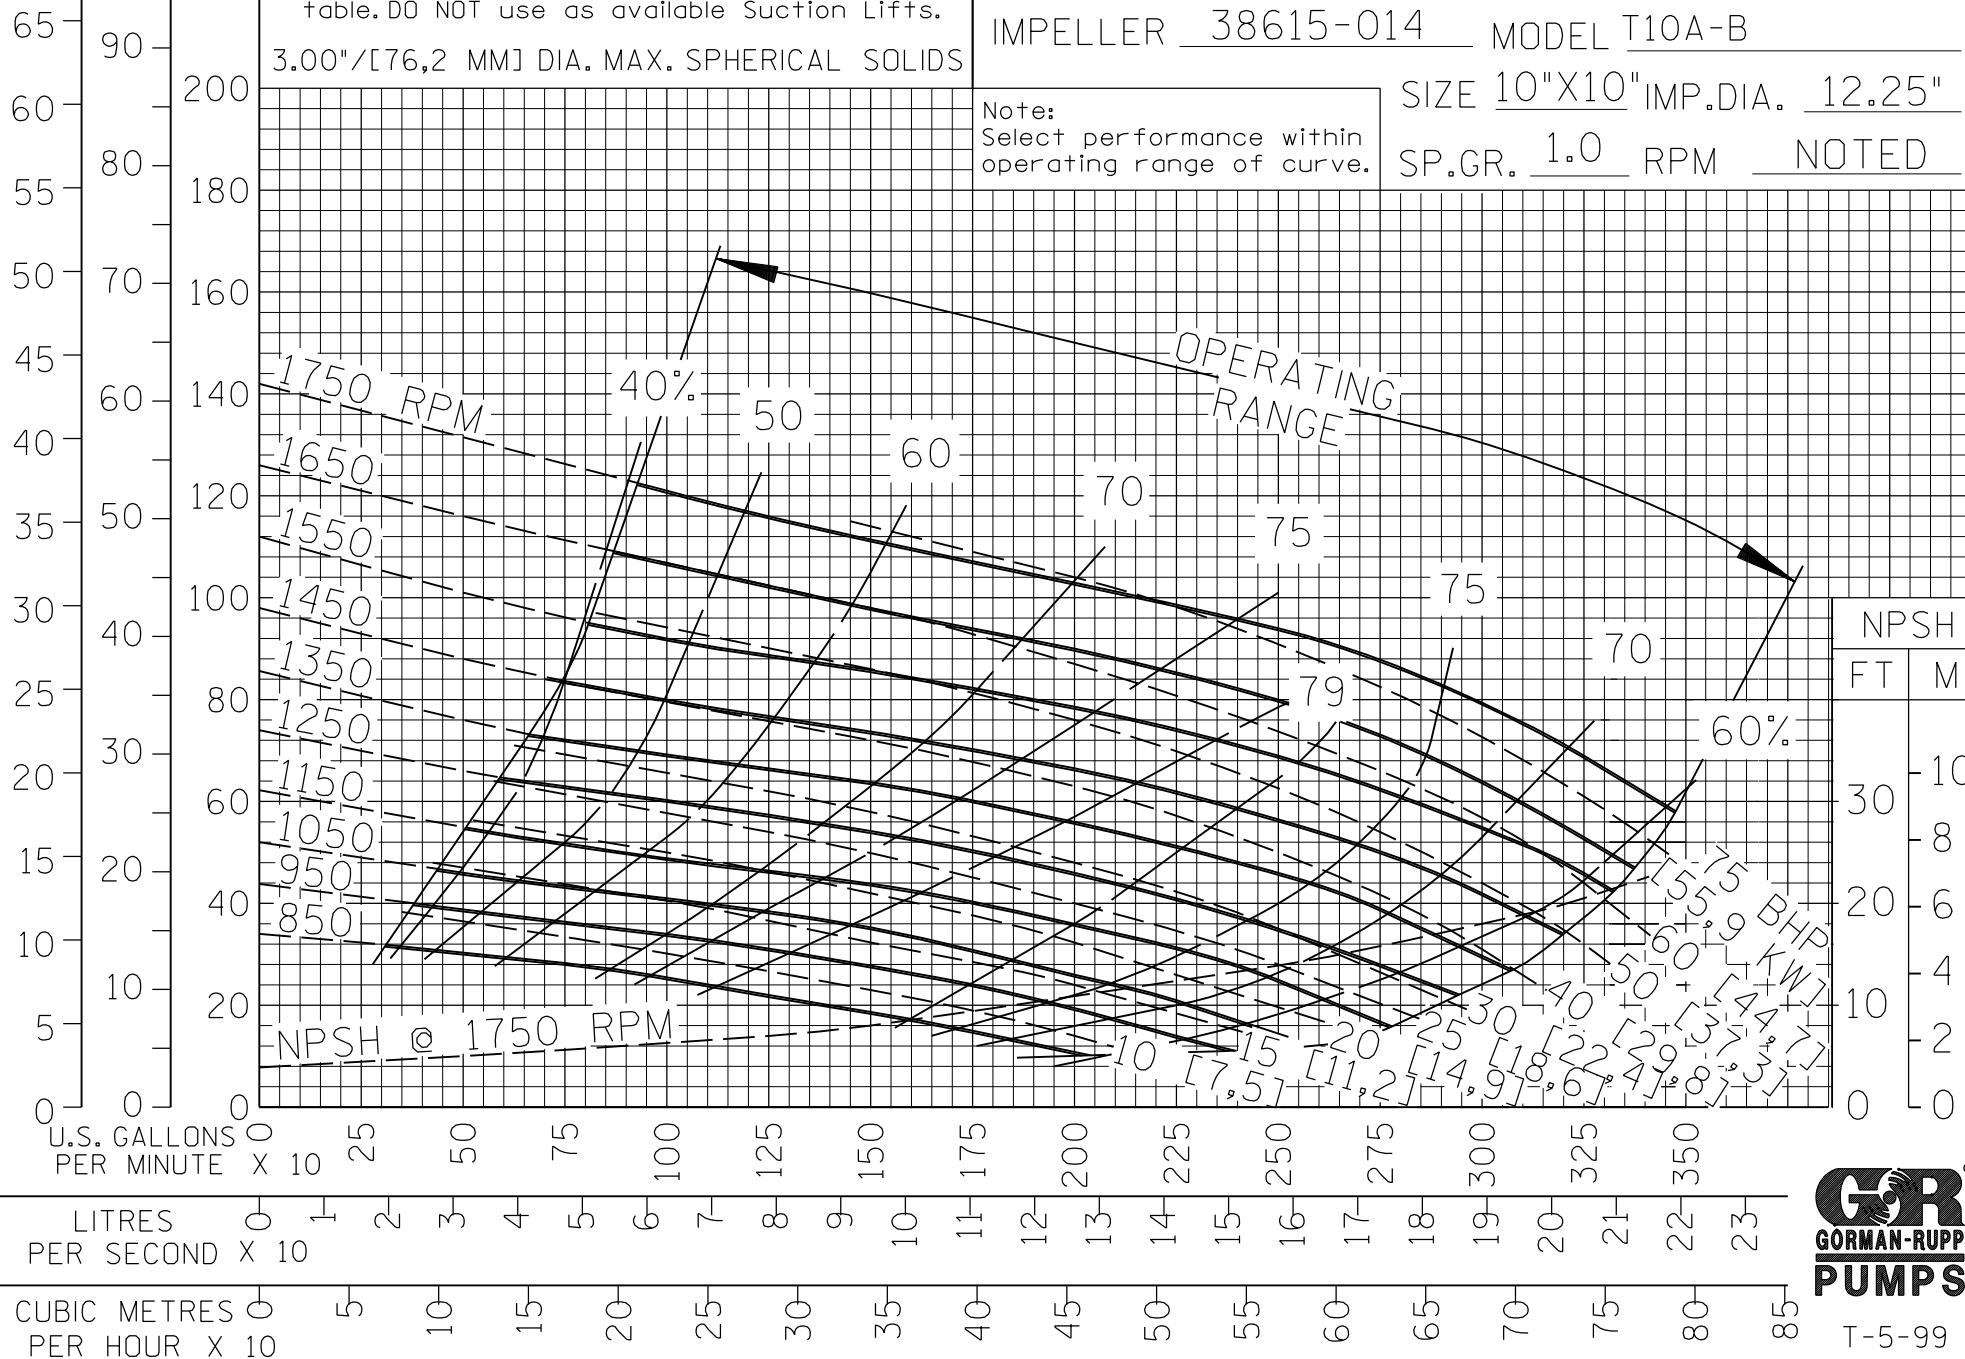 table. DO NOT use as available Suction Lifts.
3.00"/[76,2 MM] DIA. MAX. SPHERICAL SOLIDS
IMPELLER 38615-014 MODEL T10A-B
SIZE 10"X10" IMP.DIA. 12.25"
SP.GR. 1.0 RPM NOTED
Note:
Select performance within
operating range of curve.
65
60
55
50
45
40
35
30
25
20
15
10
5
0
90
80
70
60
50
40
30
20
10
0
200
180
160
140
120
100
80
60
40
20
0
OPERATING
RANGE
1750 RPM
1650
1550
1450
1350
1250
1150
1050
950
850
40%
50
60
70
75
79
75
70
60%
NPSH @ 1750 RPM
75 BHP
[55,9 KW]
60 [44,7]
50 [37,3]
40 [29,8]
30 [22,4]
25 [18,6]
20 [14,9]
15 [11,2]
10 [7,5]
NPSH
FT M
30
20
10
0
10
8
6
4
2
0
U.S. GALLONS
PER MINUTE X 10
0 25 50 75 100 125 150 175 200 225 250 275 300 325 350
LITRES
PER SECOND X 10
0 1 2 3 4 5 6 7 8 9 10 11 12 13 14 15 16 17 18 19 20 21 22 23
CUBIC METRES
PER HOUR X 10
0 5 10 15 20 25 30 35 40 45 50 55 60 65 70 75 80 85
GR
GORMAN-RUPP
PUMPS
T-5-99